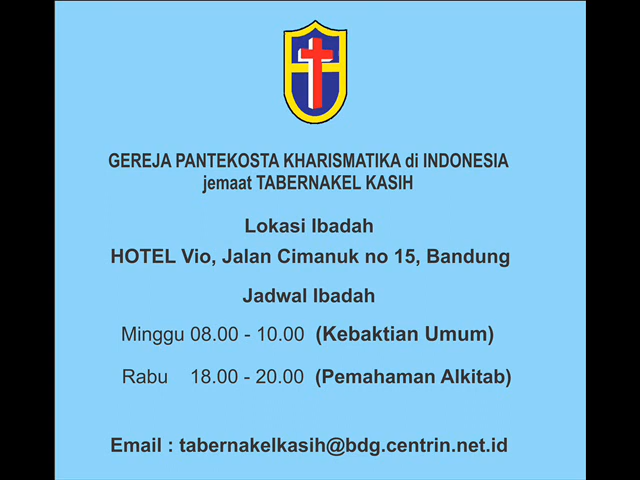 GEREJA PANTEKOSTA KHARISMATIKA di INDONESIA
jemaat TABERNAKEL KASIH
Lokasi Ibadah
HOTEL Vio, Jalan Cimanuk no 15, Bandung
Jadwal Ibadah
Minggu 08.00 - 10.00 (Kebaktian Umum)
Rabu 18.00 - 20.00 (Pemahaman Alkitab)
Email : tabernakelkasih@bdg.centrin.net.id